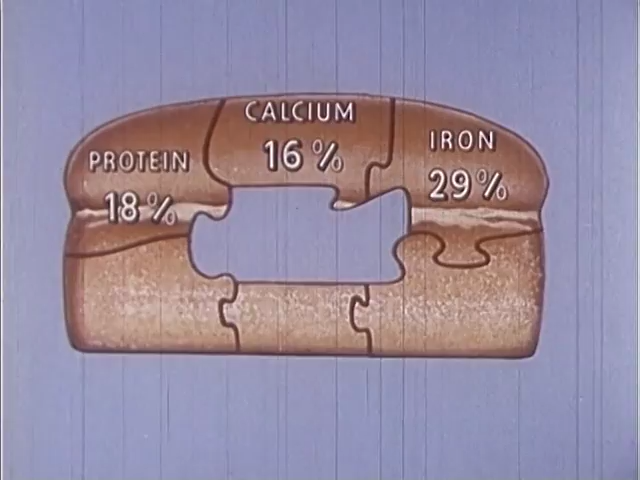 PROTEIN
18%
CALCIUM
16%
IRON
29%